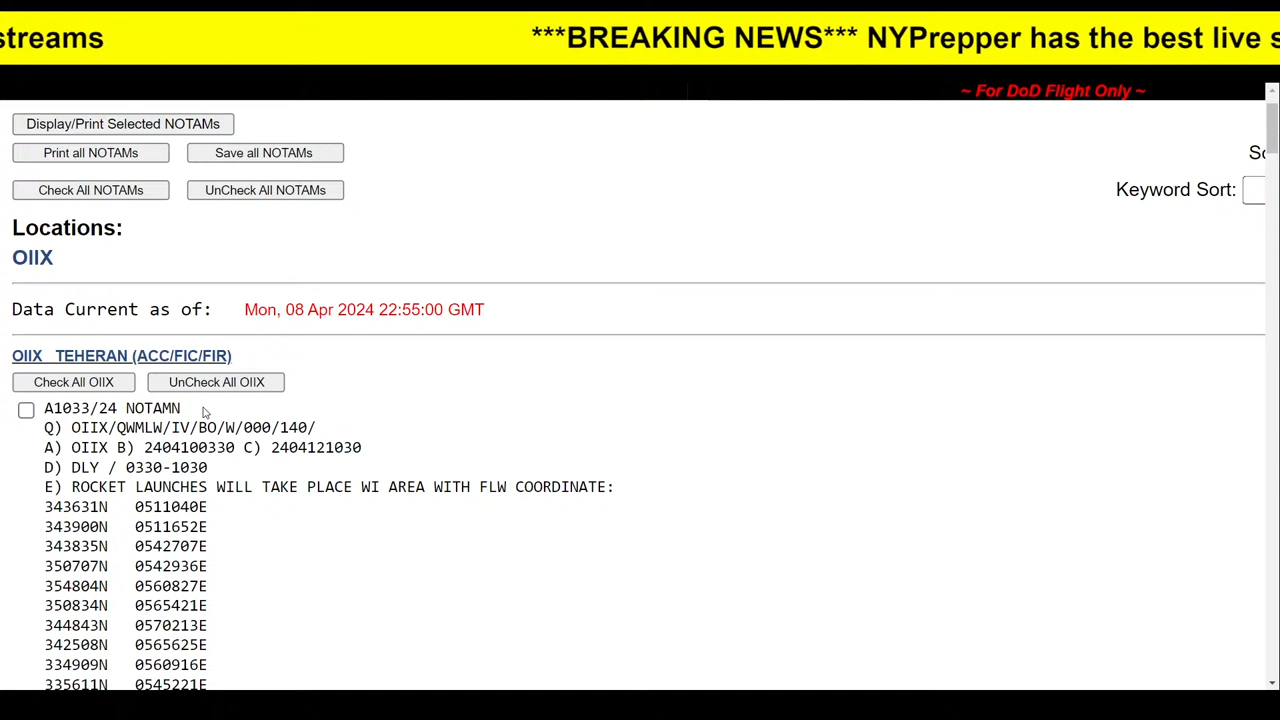 streams ***BREAKING NEWS*** NYPrepper has the best live s
~ For DoD Flight Only ~
Display/Print Selected NOTAMs
Print all NOTAMs Save all NOTAMs So
Check All NOTAMs UnCheck All NOTAMs Keyword Sort:
Locations:
OIIX
Data Current as of: Mon, 08 Apr 2024 22:55:00 GMT
OIIX TEHERAN (ACC/FIC/FIR)
Check All OIIX UnCheck All OIIX
A1033/24 NOTAMN
Q) OIIX/QWMLW/IV/BO/W/000/140/
A) OIIX B) 2404100330 C) 2404121030
D) DLY / 0330-1030
E) ROCKET LAUNCHES WILL TAKE PLACE WI AREA WITH FLW COORDINATE:
343631N 0511040E
343900N 0511652E
343835N 0542707E
350707N 0542936E
354804N 0560827E
350834N 0565421E
344843N 0570213E
342508N 0565625E
334909N 0560916E
335611N 0545221E